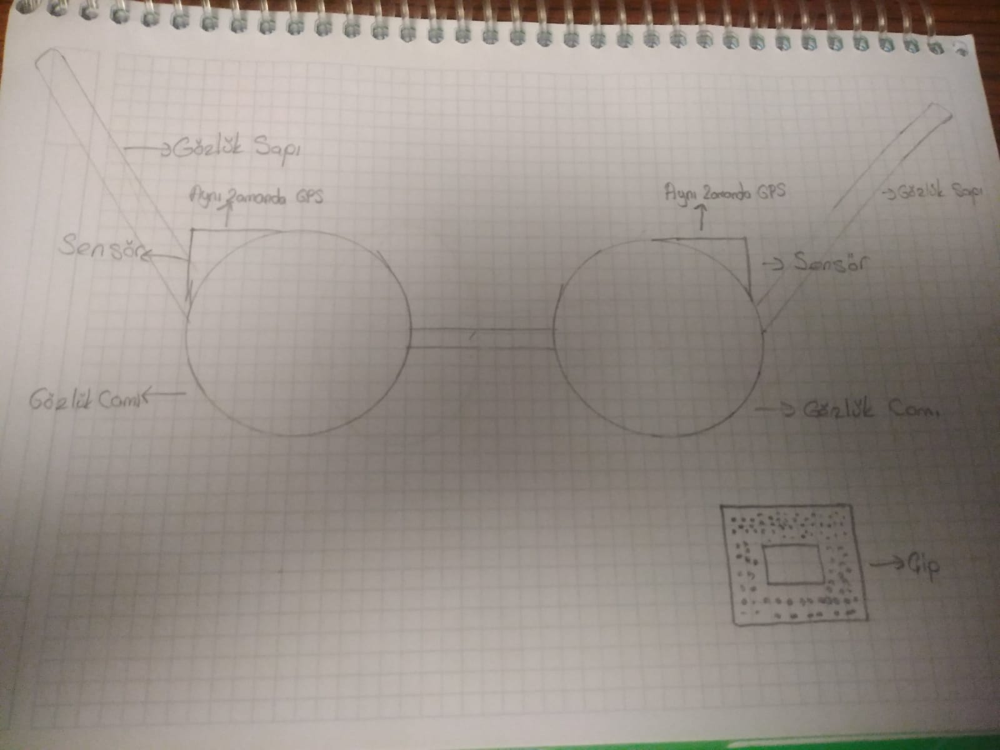 Gözlük Sapı
Aynı Zamanda GPS
Aynı Zamanda GPS
Gözlük Sapı
Sensör
Sensör
Gözlük Camı
Gözlük Camı
Çip